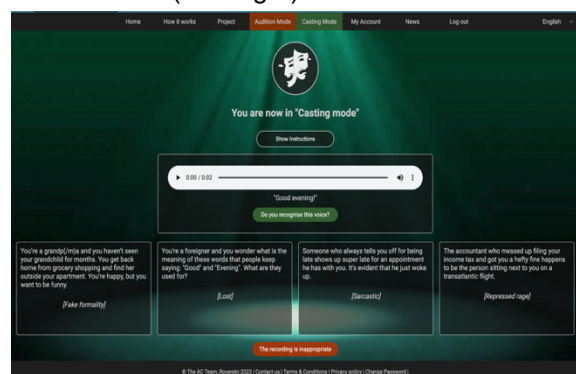 Home How it works Project Audition Mode Casting Mode My Account News Log out English
You are now in "Casting mode"
Show Instructions
0:00 / 0:02
"Good evening!"
Do you recognise this voice?
You're a grandp(/m)a and you haven't seen
your grandchild for months. You get back
home from grocery shopping and find her
outside your apartment. You're happy, but you
want to be funny.
[Fake formality]
You're a foreigner and you wonder what is the
meaning of these words that people keep
saying: "Good" and "Evening". What are they
used for?
[Lost]
Someone who always tells you off for being
late shows up super late for an appointment
he has with you. It's evident that he just woke
up.
[Sarcastic]
The accountant who messed up filing your
income tax and got you a hefty fine happens
to be the person sitting next to you on a
transatlantic flight.
[Repressed rage]
The recording is inappropriate
© The AC Team, Rovereto 2023 | Contact us | Terms & Conditions | Privacy policy | Change Password |